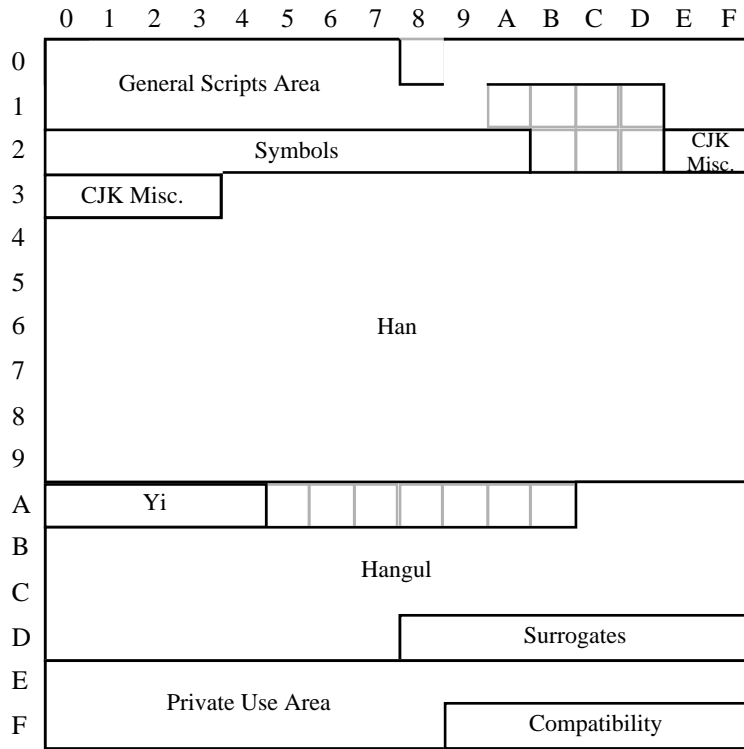 0 1 2 3 4 5 6 7 8 9 A B C D E F
0
General Scripts Area
1
2 Symbols CJK
Misc.
3 CJK Misc.
4
5
6 Han
7
8
9
A Yi
B
Hangul
C
D Surrogates
E
Private Use Area
F Compatibility